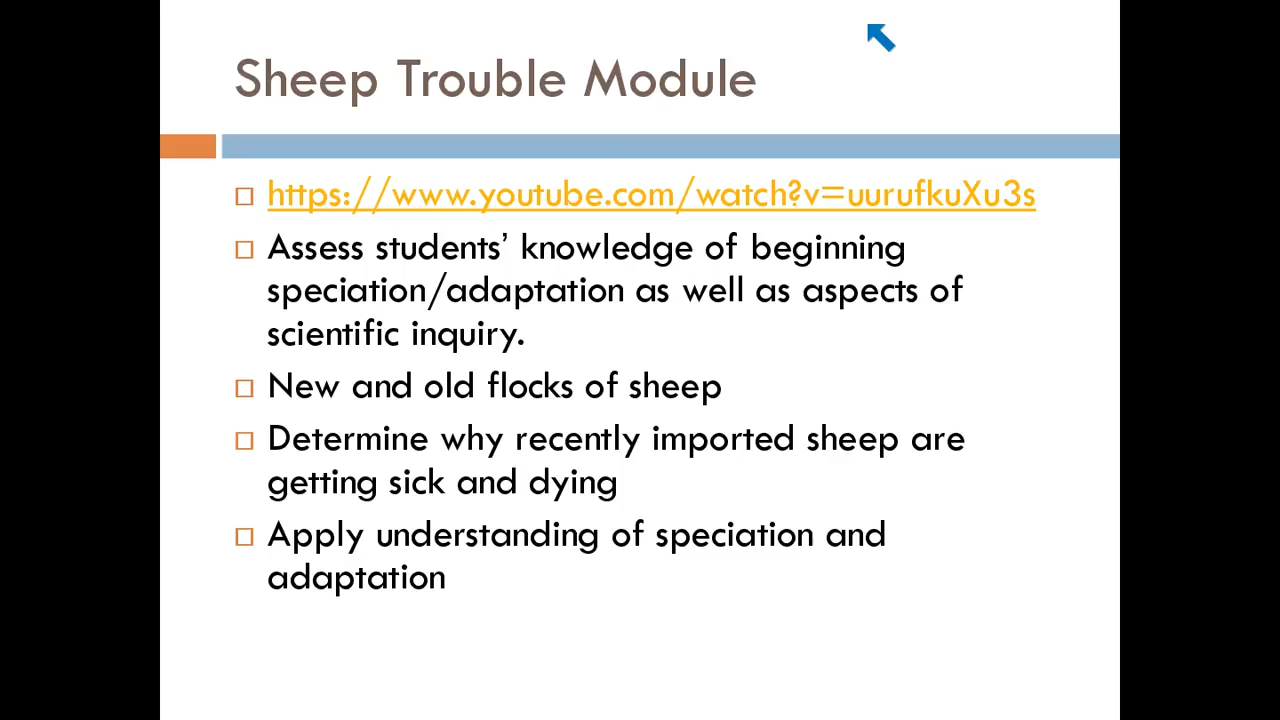 Sheep Trouble Module
https://www.youtube.com/watch?v=uurufkuXu3s
Assess students’ knowledge of beginning
speciation/adaptation as well as aspects of
scientific inquiry.
New and old flocks of sheep
Determine why recently imported sheep are
getting sick and dying
Apply understanding of speciation and
adaptation